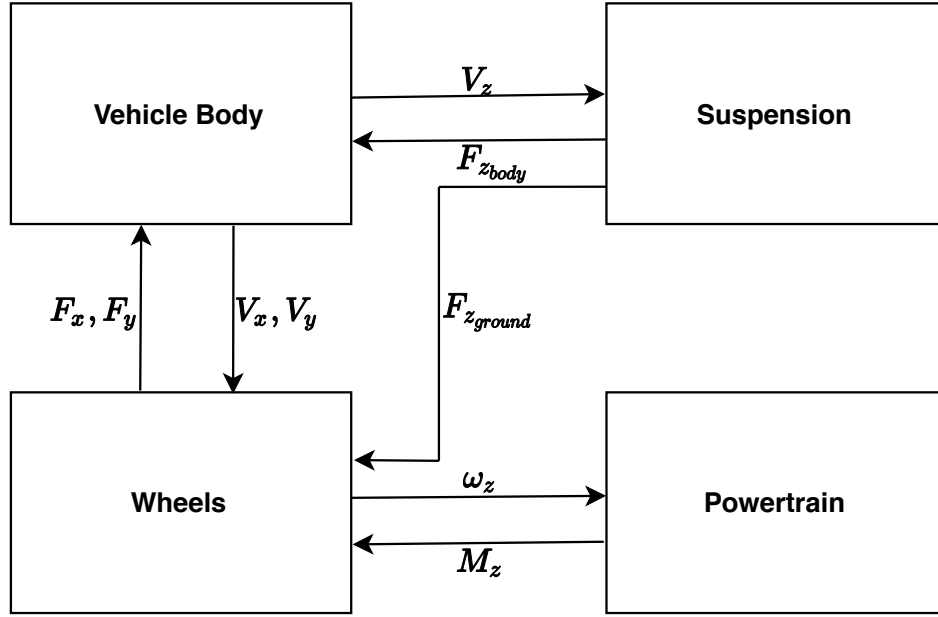 Vehicle Body
V_z
Suspension
F_{z_{body}}
F_x, F_y
V_x, V_y
F_{z_{ground}}
Wheels
ω_z
Powertrain
M_z